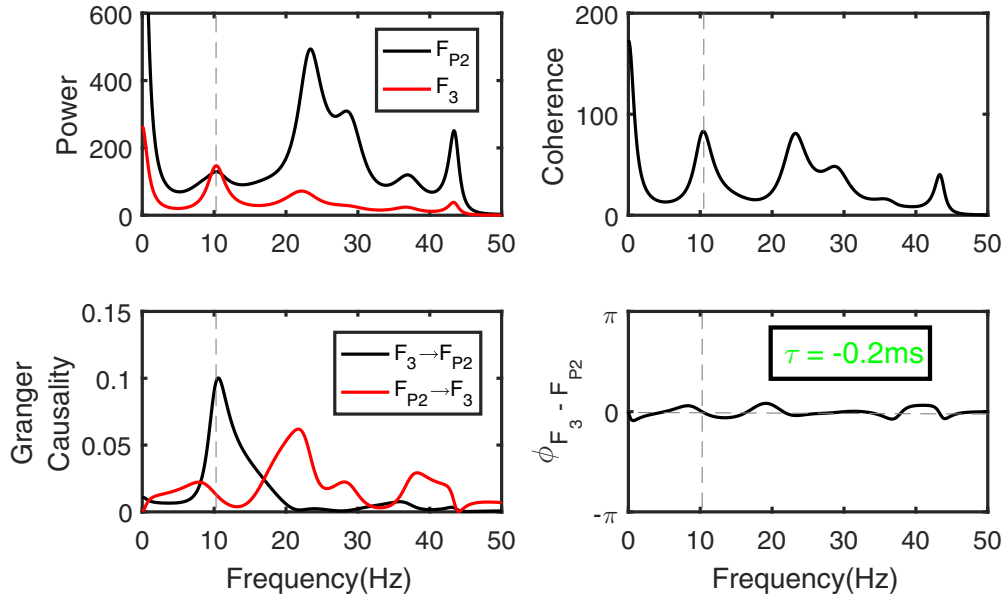 600
400
200
0
Power
F_P2
F_3
0 10 20 30 40 50
200
100
0
Coherence
0 10 20 30 40 50
0.15
0.1
0.05
0
Granger
Causality
F_3→F_P2
F_P2→F_3
0 10 20 30 40 50
Frequency(Hz)
π
0
-π
ϕ_F_3 - F_P2
τ = -0.2ms
0 10 20 30 40 50
Frequency(Hz)